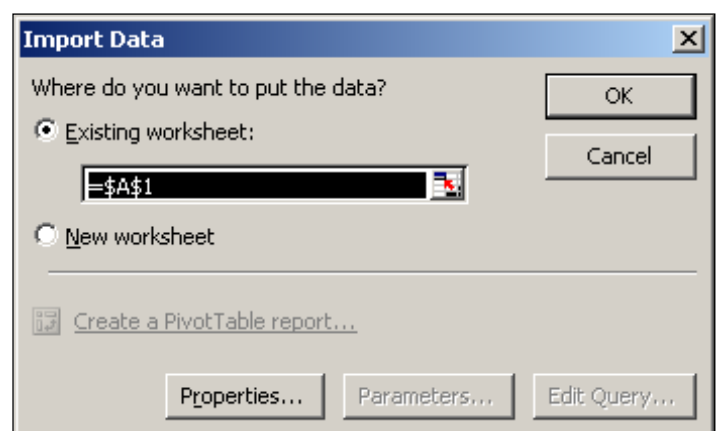 Import Data
Where do you want to put the data?
OK
Existing worksheet:
Cancel
=$A$1
New worksheet
Create a PivotTable report...
Properties...
Parameters...
Edit Query...